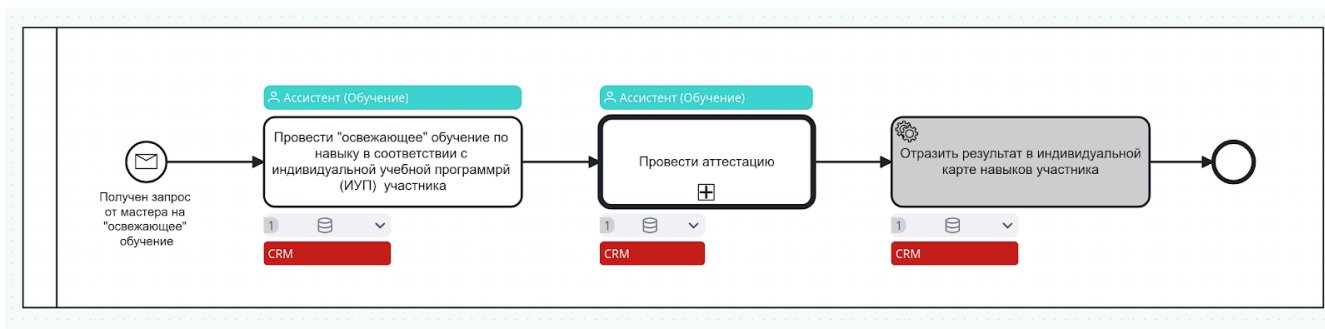 Ассистент (Обучение)
Ассистент (Обучение)
Провести "освежающее" обучение по
навыку в соответствии с
индивидуальной учебной программрй
(ИУП) участника
Провести аттестацию
Отразить результат в индивидуальной
карте навыков участника
Получен запрос
от мастера на
"освежающее"
обучение
1
1
1
CRM
CRM
CRM